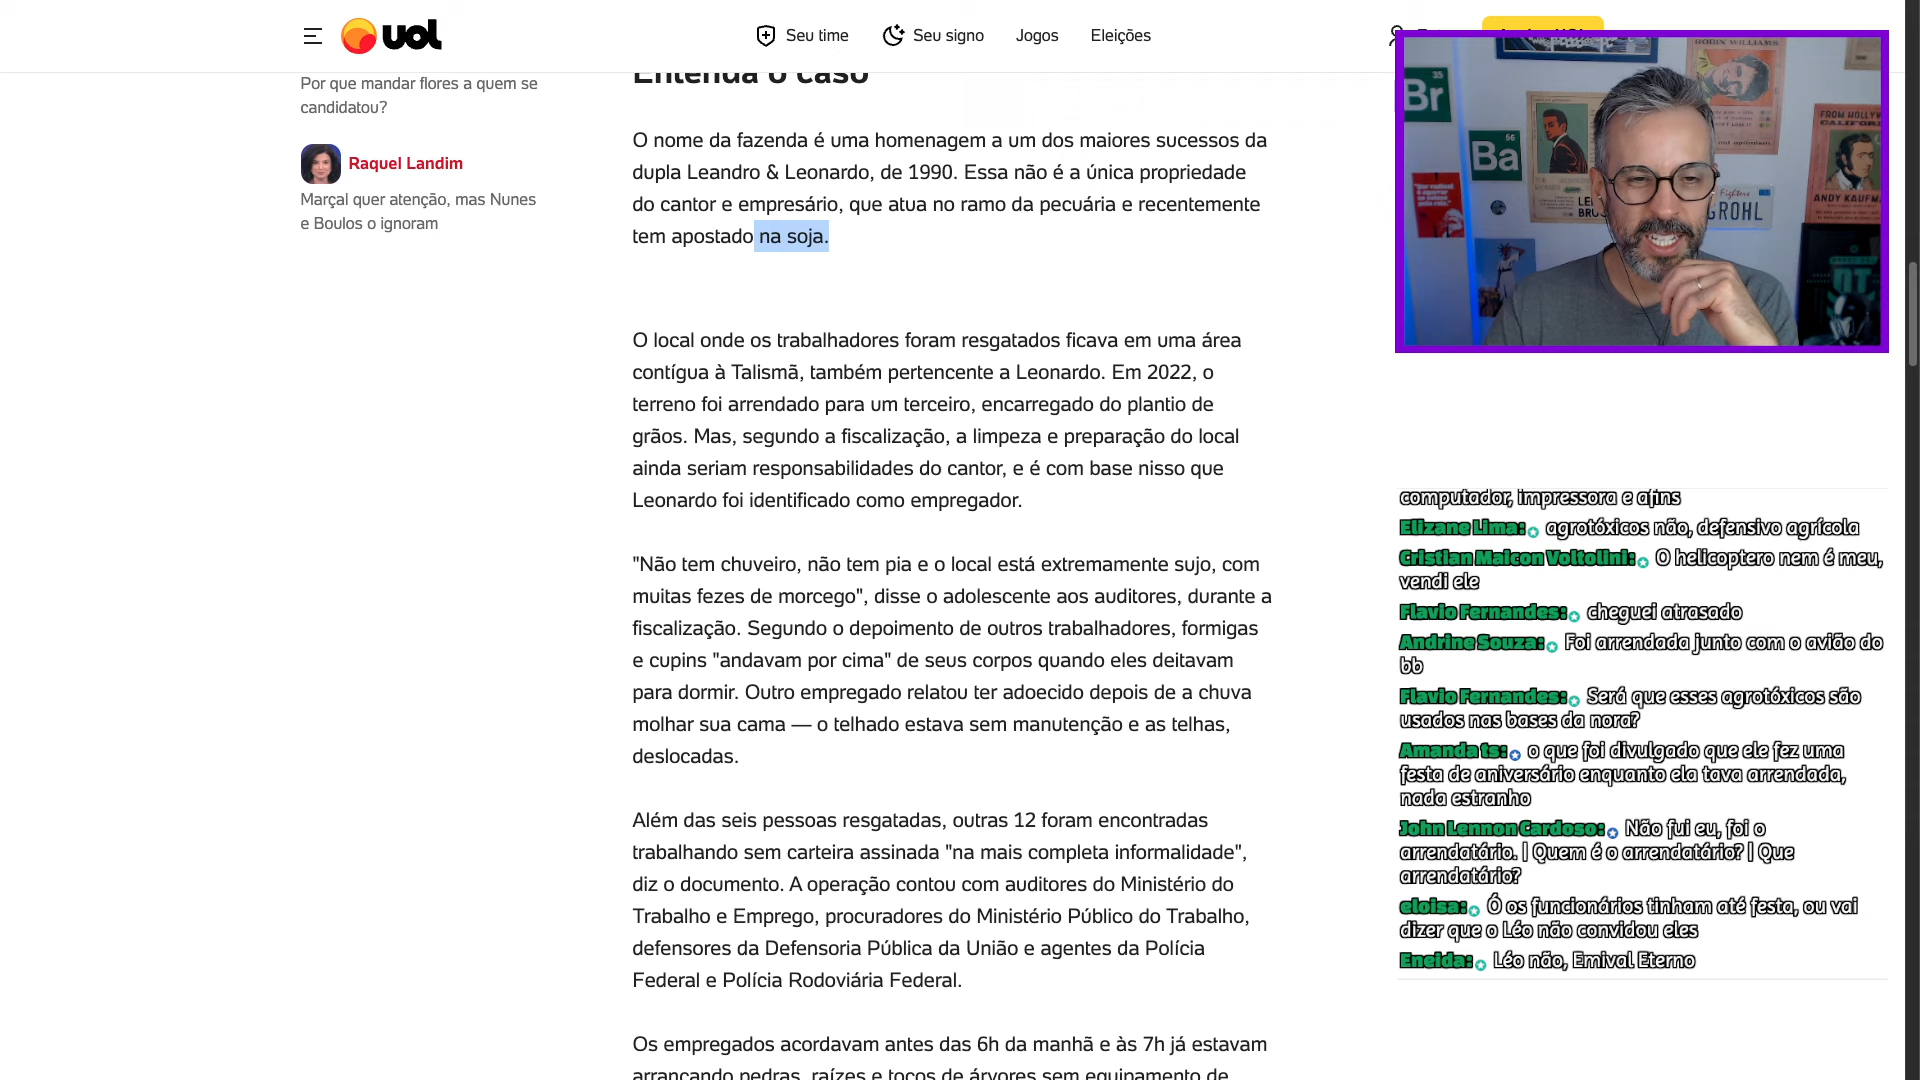 uol
Seu time
Seu signo
Jogos
Eleições
Por que mandar flores a quem se
candidatou?
Raquel Landim
Marçal quer atenção, mas Nunes
e Boulos o ignoram
Entenda o caso
O nome da fazenda é uma homenagem a um dos maiores sucessos da
dupla Leandro & Leonardo, de 1990. Essa não é a única propriedade
do cantor e empresário, que atua no ramo da pecuária e recentemente
tem apostado na soja.
O local onde os trabalhadores foram resgatados ficava em uma área
contígua à Talismã, também pertencente a Leonardo. Em 2022, o
terreno foi arrendado para um terceiro, encarregado do plantio de
grãos. Mas, segundo a fiscalização, a limpeza e preparação do local
ainda seriam responsabilidades do cantor, e é com base nisso que
Leonardo foi identificado como empregador.
"Não tem chuveiro, não tem pia e o local está extremamente sujo, com
muitas fezes de morcego", disse o adolescente aos auditores, durante a
fiscalização. Segundo o depoimento de outros trabalhadores, formigas
e cupins "andavam por cima" de seus corpos quando eles deitavam
para dormir. Outro empregado relatou ter adoecido depois de a chuva
molhar sua cama — o telhado estava sem manutenção e as telhas,
deslocadas.
Além das seis pessoas resgatadas, outras 12 foram encontradas
trabalhando sem carteira assinada "na mais completa informalidade",
diz o documento. A operação contou com auditores do Ministério do
Trabalho e Emprego, procuradores do Ministério Público do Trabalho,
defensores da Defensoria Pública da União e agentes da Polícia
Federal e Polícia Rodoviária Federal.
Os empregados acordavam antes das 6h da manhã e às 7h já estavam
arrancando pedras, raízes e tocos de árvores sem equipamento de
ROBIN WILLIAMS
35
Br
56
Ba
FROM HOLLYWO
CALIFOR
ANDY KAUFMAN
Fighters
GROHL
computador, impressora e afins
Elizane Lima: agrotóxicos não, defensivo agrícola
Cristian Maicon Voltolini: O helicoptero nem é meu,
vendi ele
Flavio Fernandes: cheguei atrasado
Andrine Souza: Foi arrendada junto com o avião do
bb
Flavio Fernandes: Será que esses agrotóxicos são
usados nas bases da nora?
Amanda ts: o que foi divulgado que ele fez uma
festa de aniversário enquanto ela tava arrendada,
nada estranho
John Lennon Cardoso: Não fui eu, foi o
arrendatário. | Quem é o arrendatário? | Que
arrendatário?
eloisa: Ó os funcionários tinham até festa, ou vai
dizer que o Léo não convidou eles
Eneida: Léo não, Emival Eterno